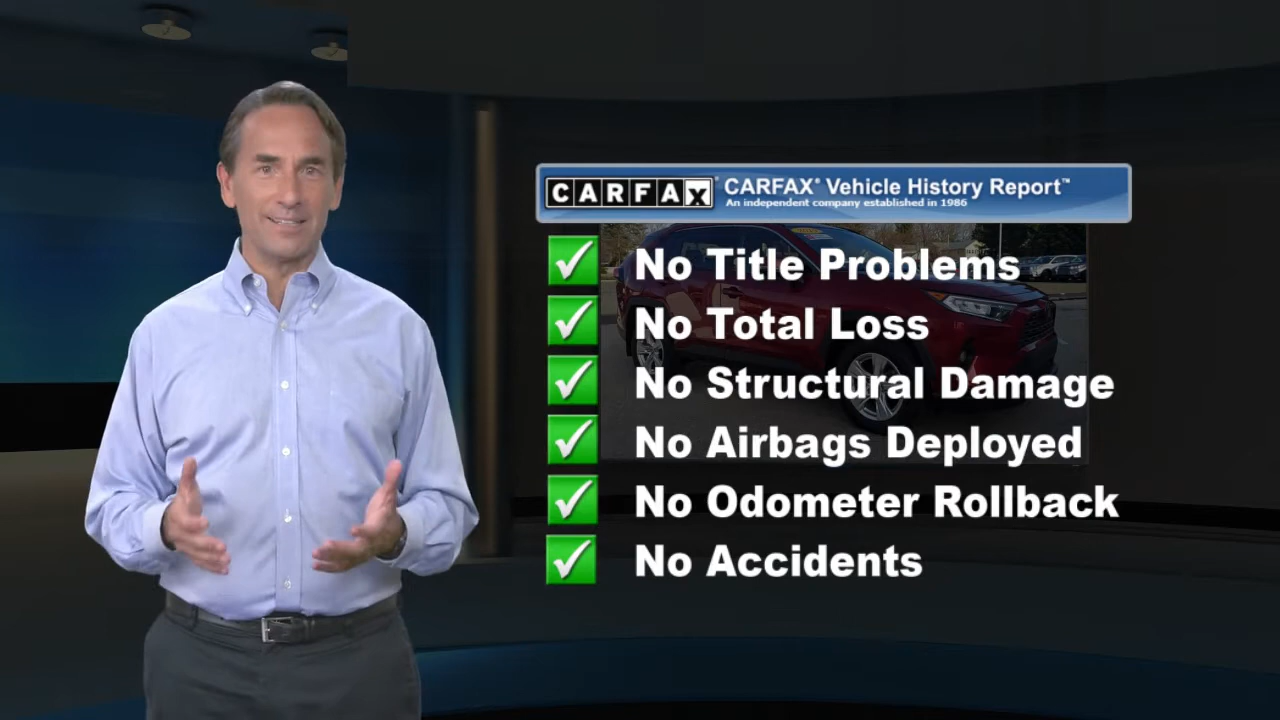 CARFAX® CARFAX® Vehicle History Report™
An independent company established in 1986
No Title Problems
No Total Loss
No Structural Damage
No Airbags Deployed
No Odometer Rollback
No Accidents